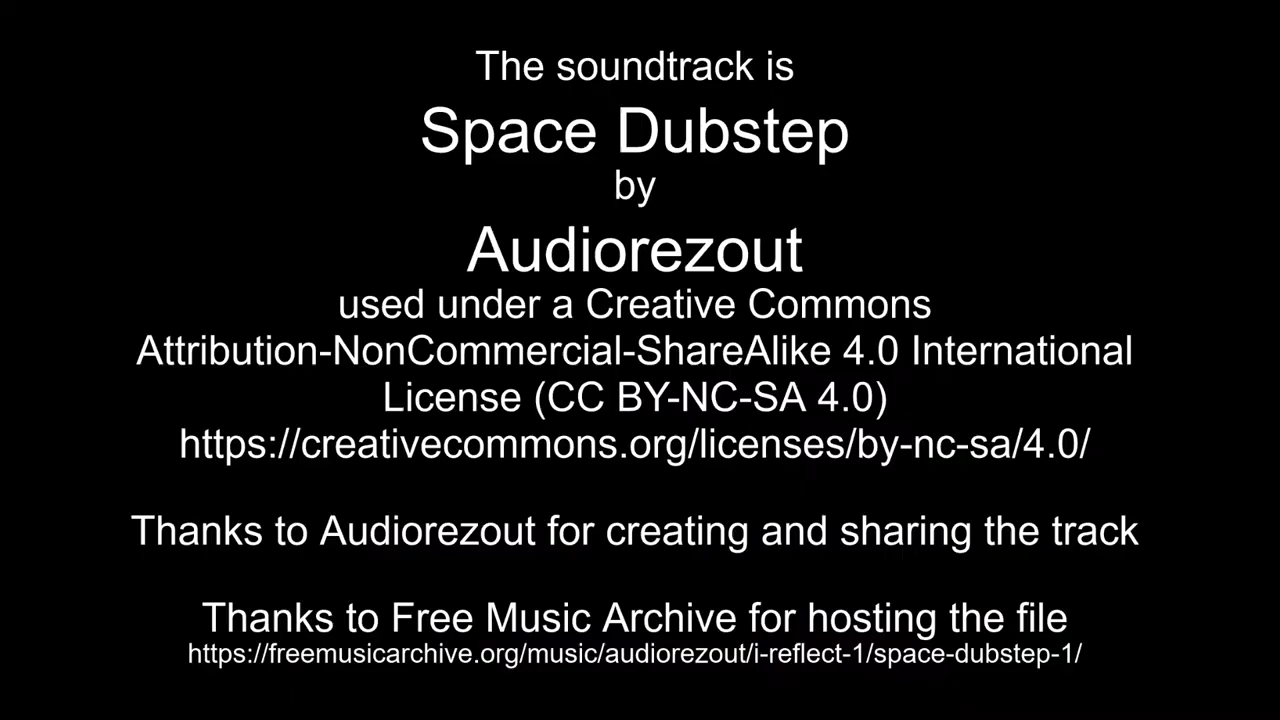 The soundtrack is
Space Dubstep
by
Audiorezout
used under a Creative Commons
Attribution-NonCommercial-ShareAlike 4.0 International
License (CC BY-NC-SA 4.0)
https://creativecommons.org/licenses/by-nc-sa/4.0/
Thanks to Audiorezout for creating and sharing the track
Thanks to Free Music Archive for hosting the file
https://freemusicarchive.org/music/audiorezout/i-reflect-1/space-dubstep-1/